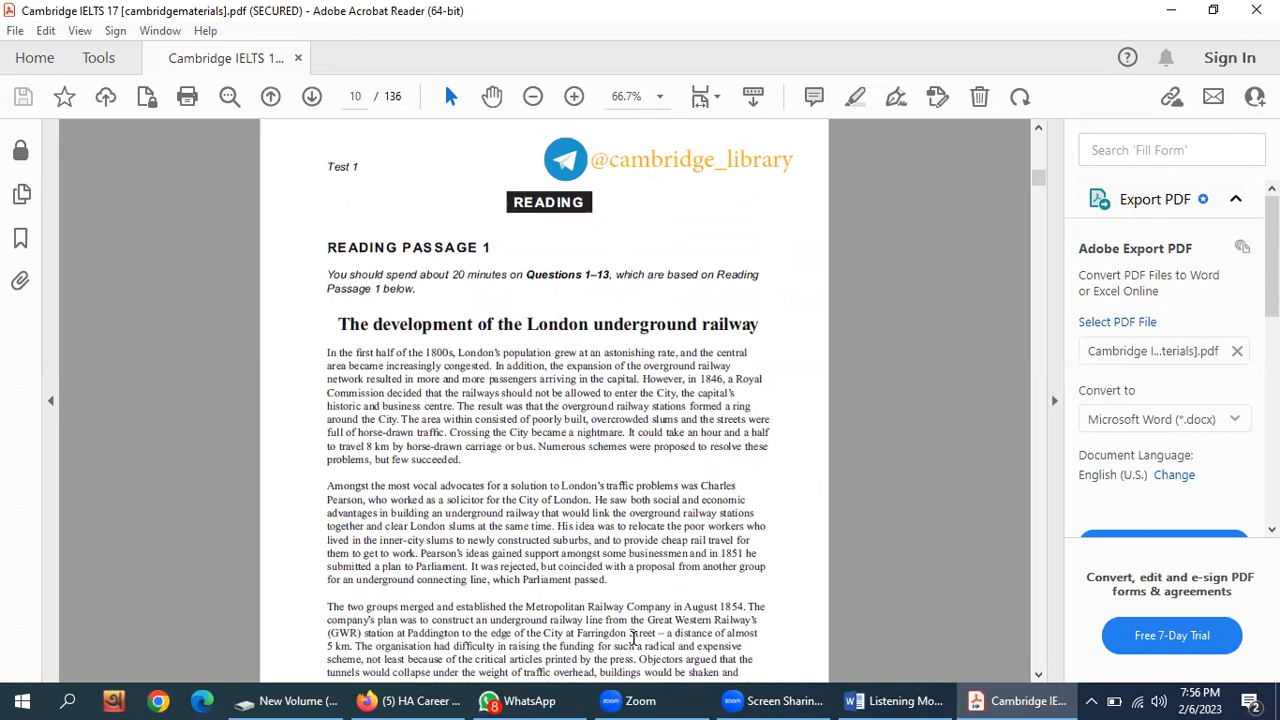 Cambridge IELTS 17 [cambridgematerials].pdf (SECURED) - Adobe Acrobat Reader (64-bit)
File Edit View Sign Window Help
Home Tools Cambridge IELTS 1... × Sign In
10 / 136 66.7%
Test 1
@cambridge_library
READING
READING PASSAGE 1
You should spend about 20 minutes on Questions 1–13, which are based on Reading
Passage 1 below.
The development of the London underground railway
In the first half of the 1800s, London's population grew at an astonishing rate, and the central
area became increasingly congested. In addition, the expansion of the overground railway
network resulted in more and more passengers arriving in the capital. However, in 1846, a Royal
Commission decided that the railways should not be allowed to enter the City, the capital's
historic and business centre. The result was that the overground railway stations formed a ring
around the City. The area within consisted of poorly built, overcrowded slums and the streets were
full of horse-drawn traffic. Crossing the City became a nightmare. It could take an hour and a half
to travel 8 km by horse-drawn carriage or bus. Numerous schemes were proposed to resolve these
problems, but few succeeded.
Amongst the most vocal advocates for a solution to London's traffic problems was Charles
Pearson, who worked as a solicitor for the City of London. He saw both social and economic
advantages in building an underground railway that would link the overground railway stations
together and clear London slums at the same time. His idea was to relocate the poor workers who
lived in the inner-city slums to newly constructed suburbs, and to provide cheap rail travel for
them to get to work. Pearson's ideas gained support amongst some businessmen and in 1851 he
submitted a plan to Parliament. It was rejected, but coincided with a proposal from another group
for an underground connecting line, which Parliament passed.
The two groups merged and established the Metropolitan Railway Company in August 1854. The
company's plan was to construct an underground railway line from the Great Western Railway's
(GWR) station at Paddington to the edge of the City at Farringdon Street – a distance of almost
5 km. The organisation had difficulty in raising the funding for such a radical and expensive
scheme, not least because of the critical articles printed by the press. Objectors argued that the
tunnels would collapse under the weight of traffic overhead, buildings would be shaken and
Search 'Fill Form'
Export PDF
Adobe Export PDF
Convert PDF Files to Word
or Excel Online
Select PDF File
Cambridge I...terials].pdf
Convert to
Microsoft Word (*.docx)
Document Language:
English (U.S.) Change
Convert, edit and e-sign PDF
forms & agreements
Free 7-Day Trial
New Volume (... (5) HA Career ... 8 WhatsApp zoom Zoom zoom Screen Sharin... Listening Mo... Cambridge IE... 7:56 PM
2/6/2023 2